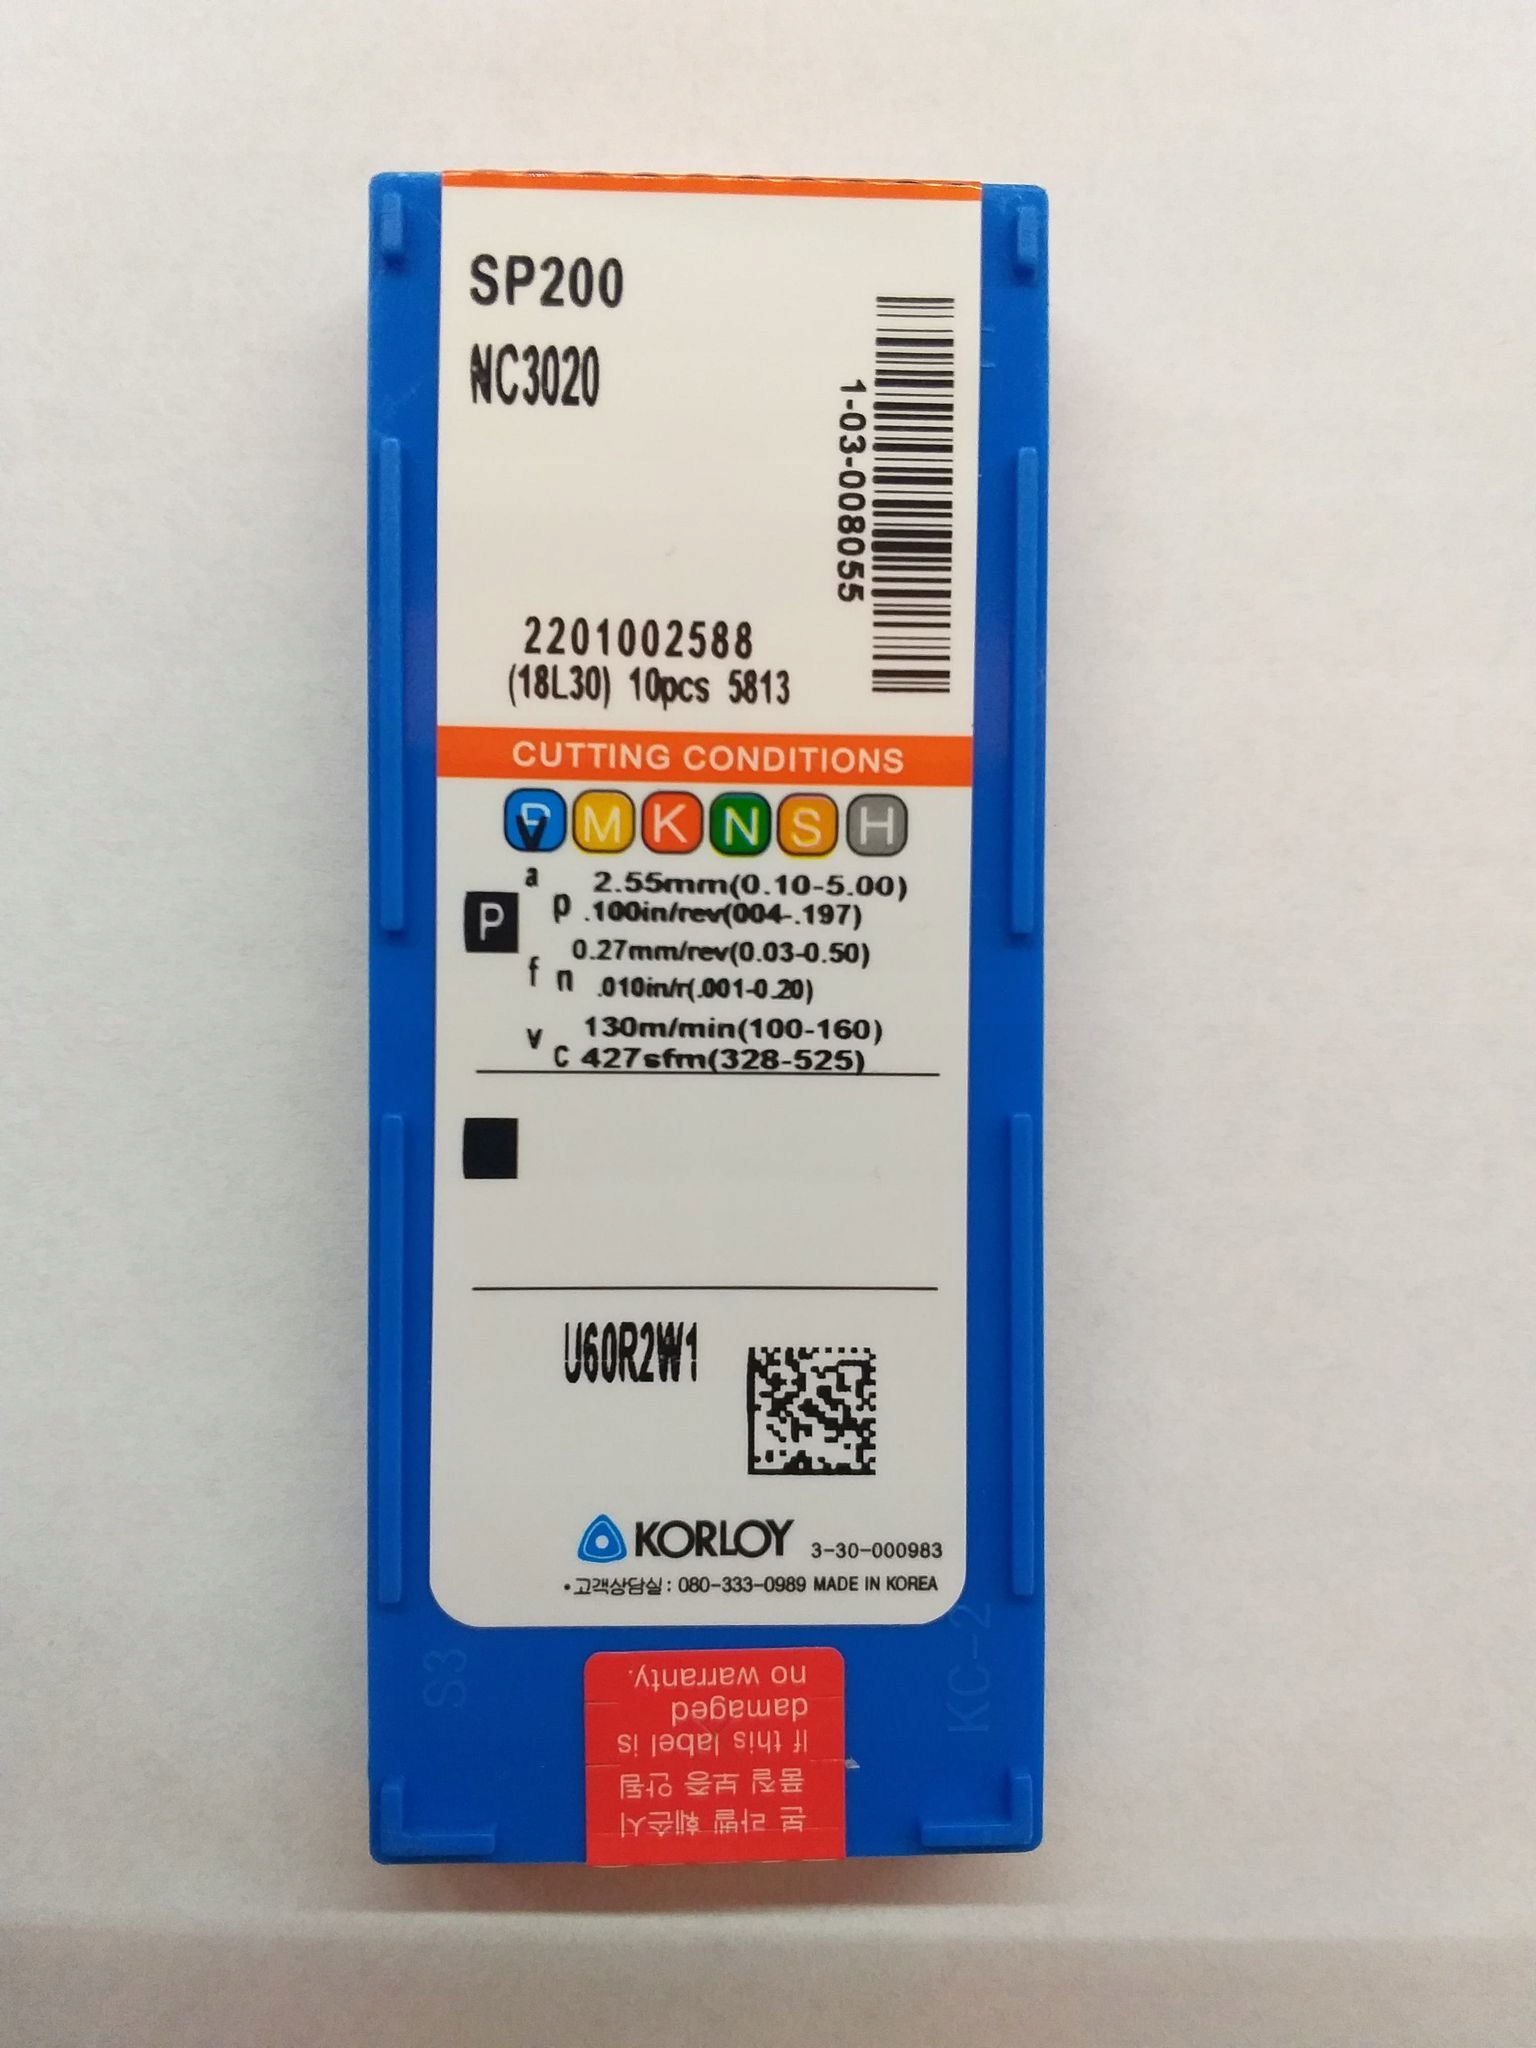 SP200
NC3020
1-03-008055
2201002588
(18L30) 10pcs 5813
CUTTING CONDITIONS
P M K N S H
P
a p 2.55mm(0.10-5.00)
.100in/rev(004-.197)
f n 0.27mm/rev(0.03-0.50)
.010in/r(.001-0.20)
v c 130m/min(100-160)
427sfm(328-525)
U60R2W1
KORLOY 3-30-000983
•고객상담실: 080-333-0989 MADE IN KOREA
S3
KC-2
본 라벨 훼손시
품질 보증 안됨
If this label is
damaged
no warranty.